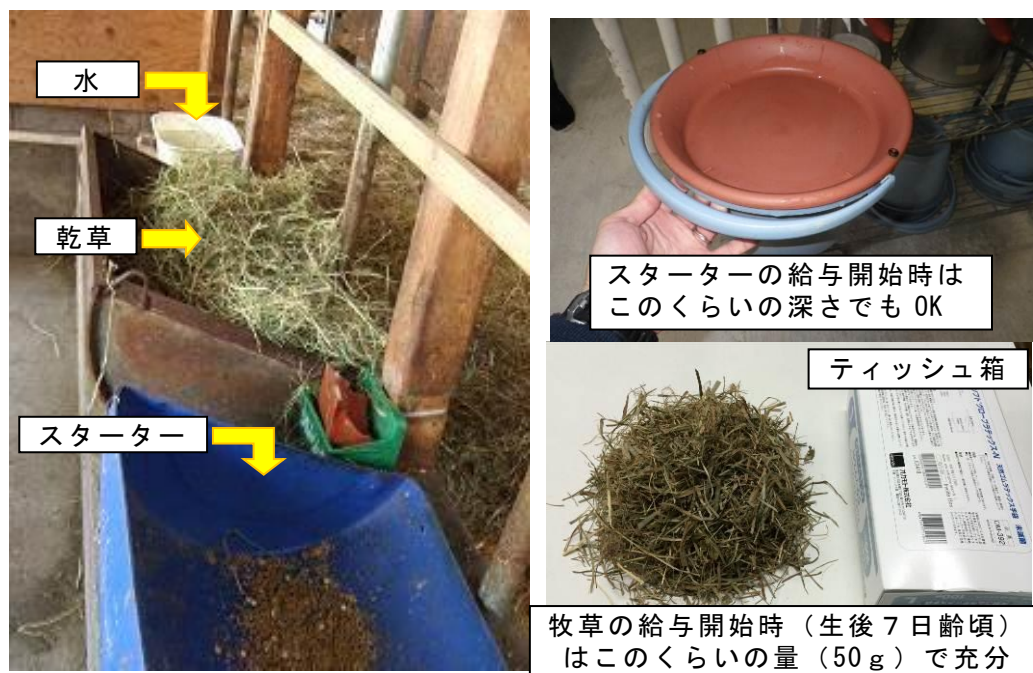 水
乾草
スターター
スターターの給与開始時は
このくらいの深さでも OK
ティッシュ箱
牧草の給与開始時（生後７日齢頃）
はこのくらいの量（50ｇ）で充分